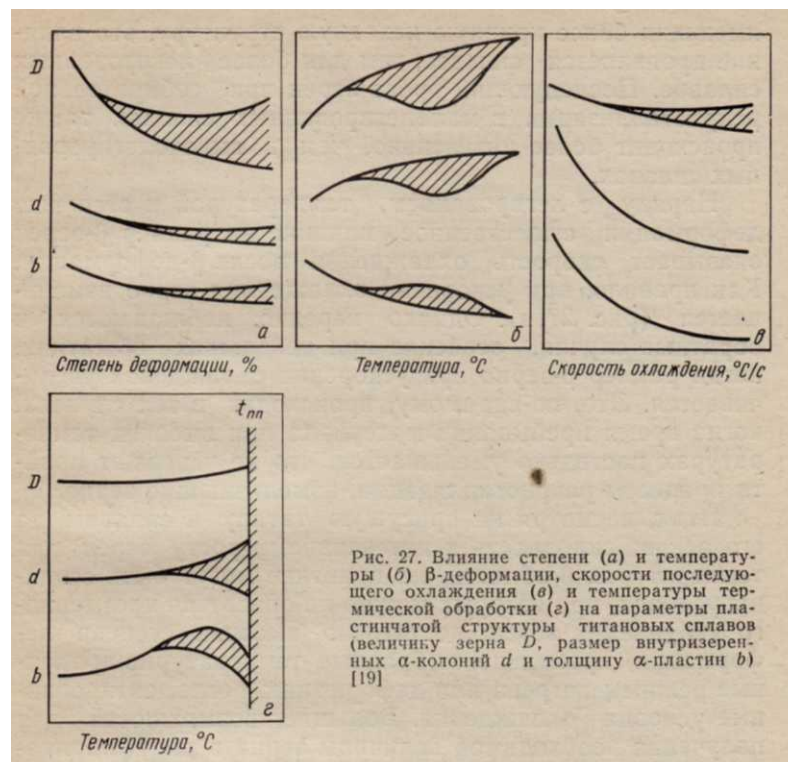 D
d
b
а
Степень деформации, %
б
Температура, °С
в
Скорость охлаждения, °С/с
tпп
D
d
b
г
Температура, °С
Рис. 27. Влияние степени (а) и температу-
ры (б) β-деформации, скорости последую-
щего охлаждения (в) и температуры тер-
мической обработки (г) на параметры пла-
стинчатой структуры титановых сплавов
(величину зерна D, размер внутризерен-
ных α-колоний d и толщину α-пластин b)
[19]